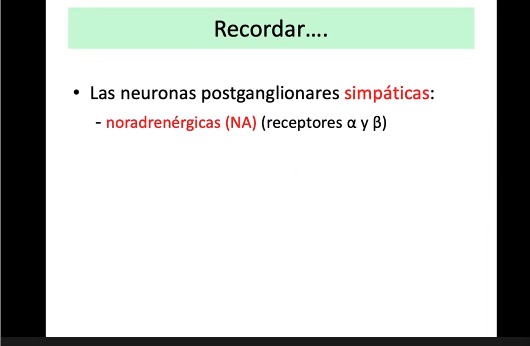 Recordar....
• Las neuronas postganglionares simpáticas:
- noradrenérgicas (NA) (receptores α y β)